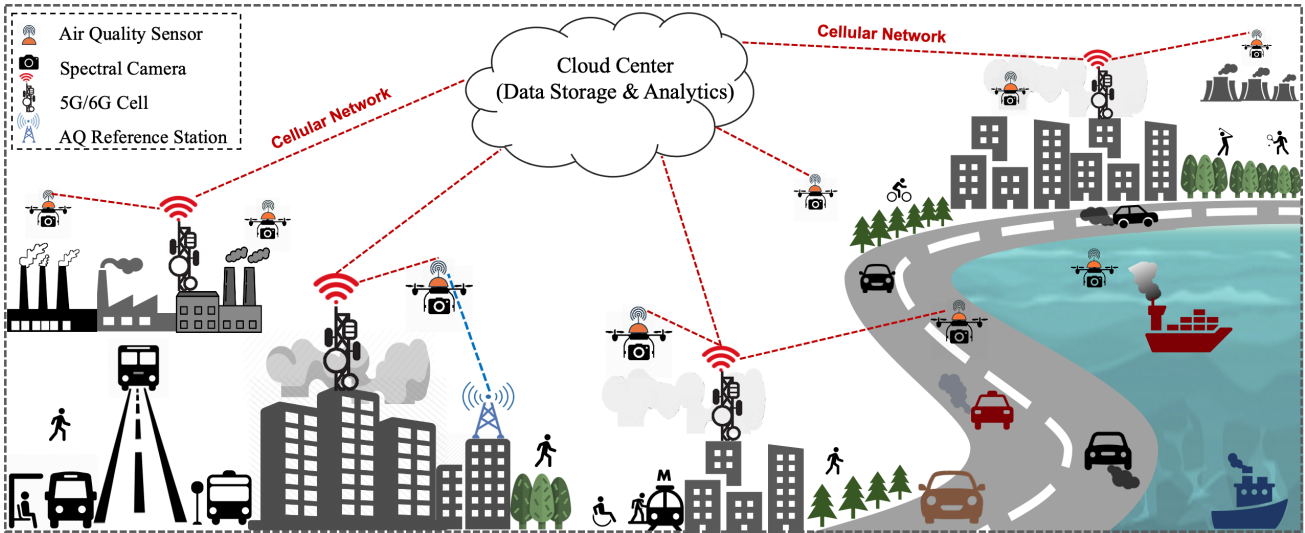 Air Quality Sensor
Spectral Camera
5G/6G Cell
AQ Reference Station
Cellular Network
Cloud Center
(Data Storage & Analytics)
Cellular Network
M